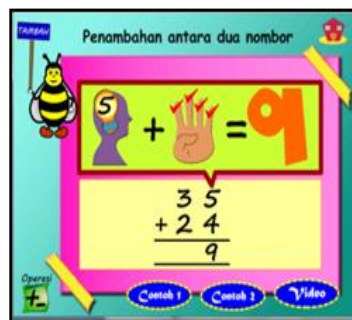 TAMBAH
Penambahan antara dua nombor
5 + = 9
3 5
+ 2 4
9
Operasi
+-
Contoh 1
Contoh 2
Video